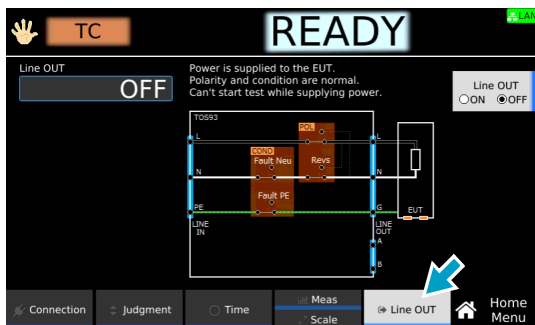 TC
READY
LAN
Line OUT
OFF
Power is supplied to the EUT.
Polarity and condition are normal.
Can't start test while supplying power.
Line OUT
ON OFF
TOS93
POL
L
L
COND
Fault Neu
Revs
N
N
Fault PE
PE
G
EUT
LINE
IN
LINE
OUT
A
B
Connection
Judgment
Time
Meas
Scale
Line OUT
Home
Menu